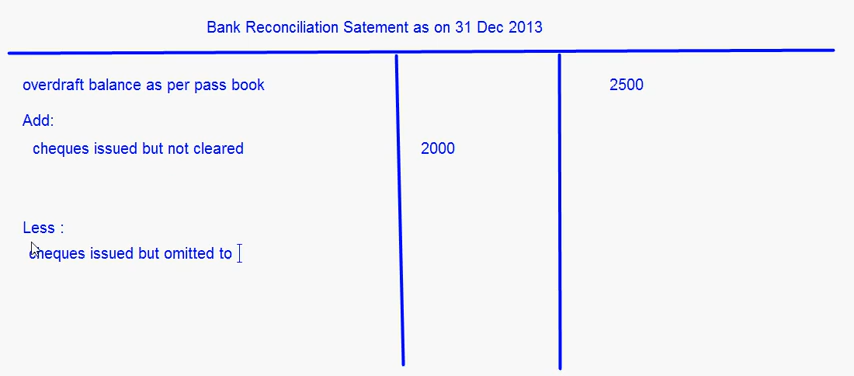 Bank Reconciliation Satement as on 31 Dec 2013
overdraft balance as per pass book 2500
Add:
cheques issued but not cleared 2000
Less :
cheques issued but omitted to